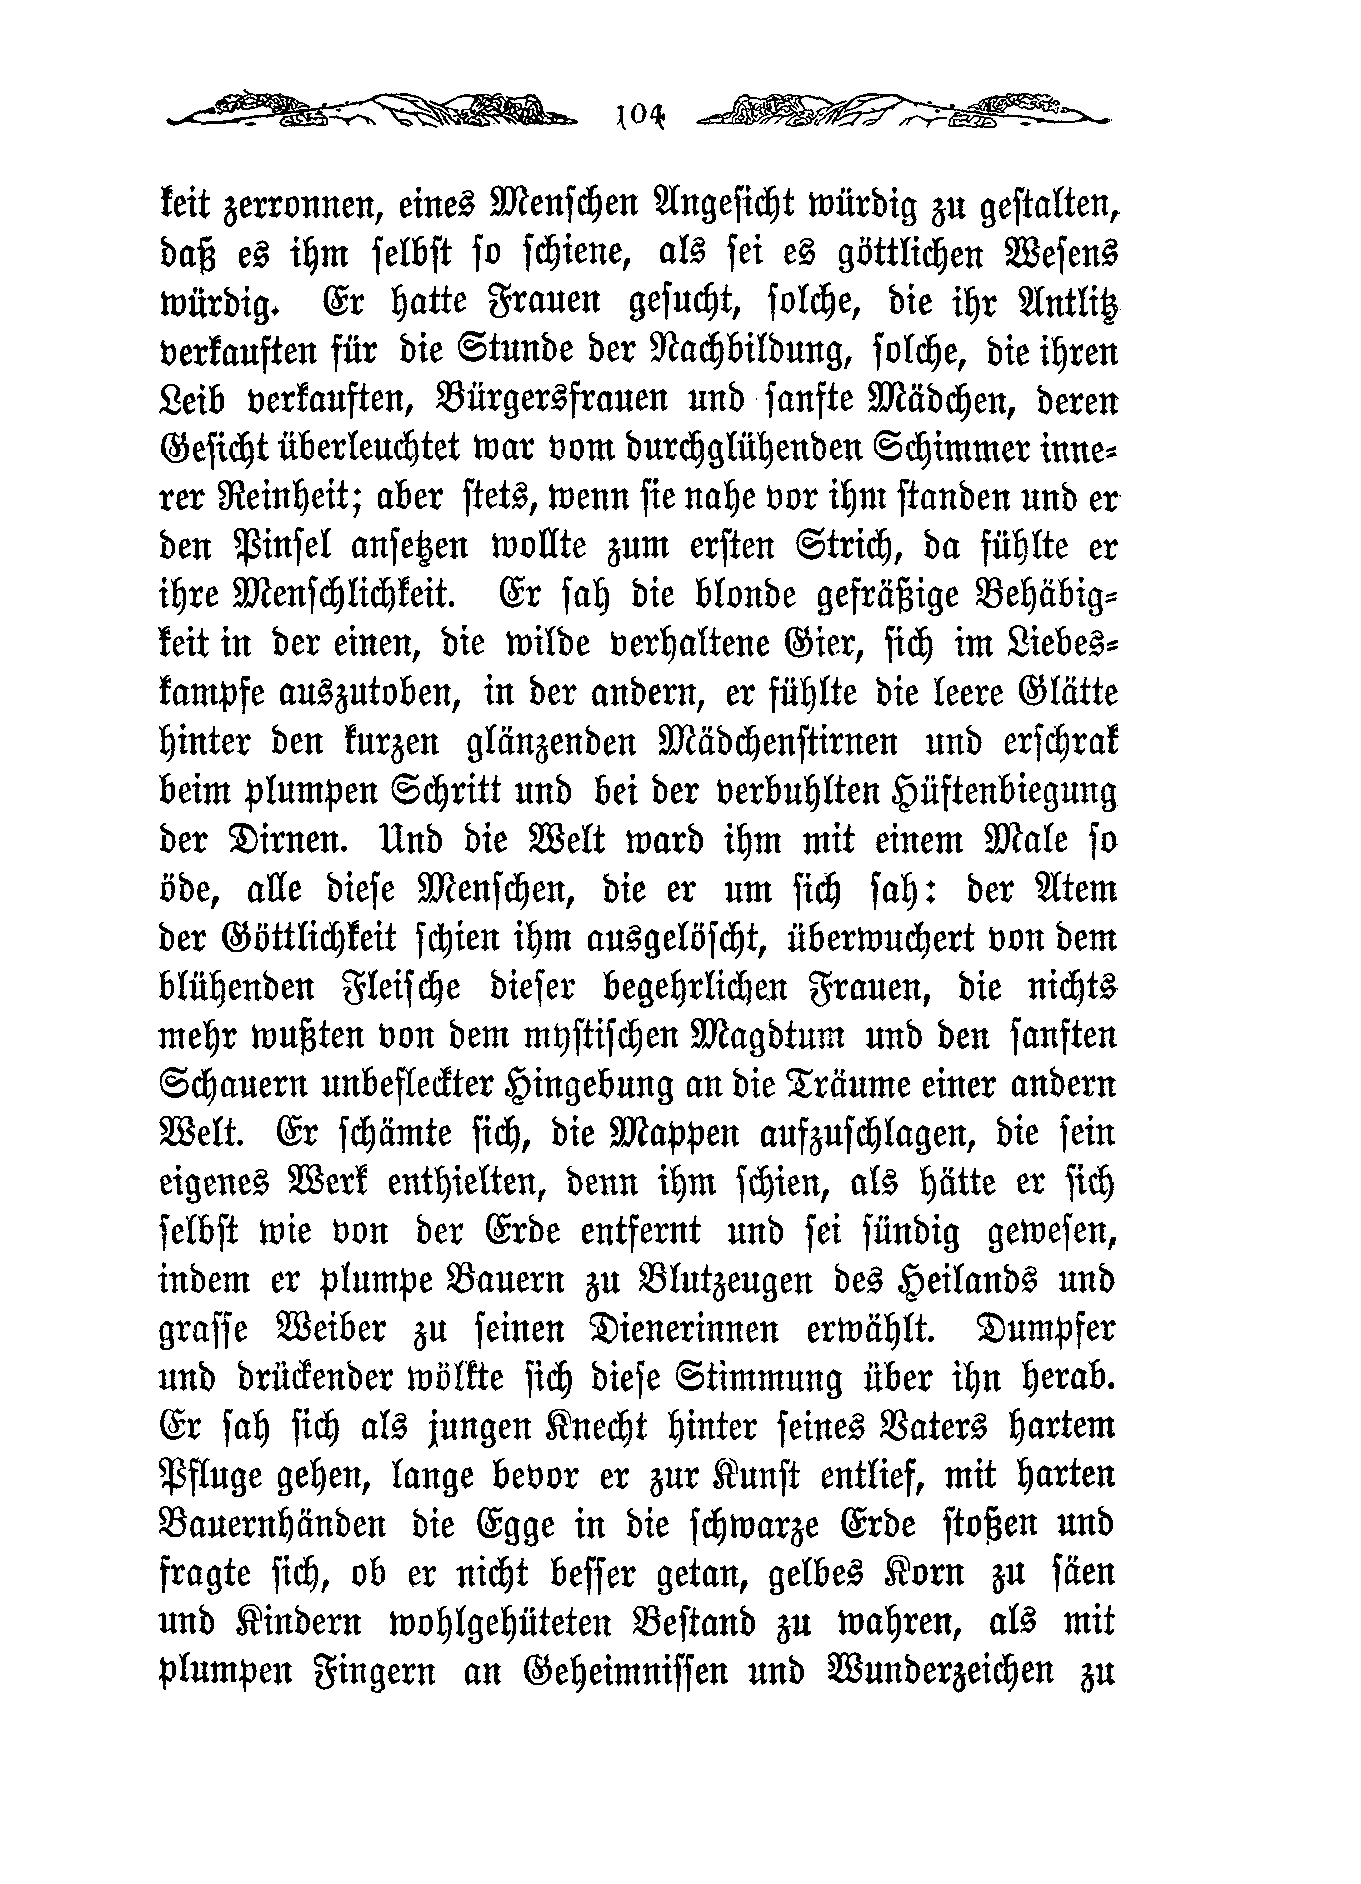 104
keit zerronnen, eines Menschen Angesicht würdig zu gestalten,
daß es ihm selbst so schiene, als sei es göttlichen Wesens
würdig. Er hatte Frauen gesucht, solche, die ihr Antlitz
verkauften für die Stunde der Nachbildung, solche, die ihren
Leib verkauften, Bürgersfrauen und sanfte Mädchen, deren
Gesicht überleuchtet war vom durchglühenden Schimmer inne-
rer Reinheit; aber stets, wenn sie nahe vor ihm standen und er
den Pinsel ansetzen wollte zum ersten Strich, da fühlte er
ihre Menschlichkeit. Er sah die blonde gefräßige Behäbig-
keit in der einen, die wilde verhaltene Gier, sich im Liebes-
kampfe auszutoben, in der andern, er fühlte die leere Glätte
hinter den kurzen glänzenden Mädchenstirnen und erschrak
beim plumpen Schritt und bei der verbuhlten Hüftenbiegung
der Dirnen. Und die Welt ward ihm mit einem Male so
öde, alle diese Menschen, die er um sich sah: der Atem
der Göttlichkeit schien ihm ausgelöscht, überwuchert von dem
blühenden Fleische dieser begehrlichen Frauen, die nichts
mehr wußten von dem mystischen Magdtum und den sanften
Schauern unbefleckter Hingebung an die Träume einer andern
Welt. Er schämte sich, die Mappen aufzuschlagen, die sein
eigenes Werk enthielten, denn ihm schien, als hätte er sich
selbst wie von der Erde entfernt und sei sündig gewesen,
indem er plumpe Bauern zu Blutzeugen des Heilands und
grasse Weiber zu seinen Dienerinnen erwählt. Dumpfer
und drückender wölkte sich diese Stimmung über ihn herab.
Er sah sich als jungen Knecht hinter seines Vaters hartem
Pfluge gehen, lange bevor er zur Kunst entlief, mit harten
Bauernhänden die Egge in die schwarze Erde stoßen und
fragte sich, ob er nicht besser getan, gelbes Korn zu säen
und Kindern wohlgehüteten Bestand zu wahren, als mit
plumpen Fingern an Geheimnissen und Wunderzeichen zu